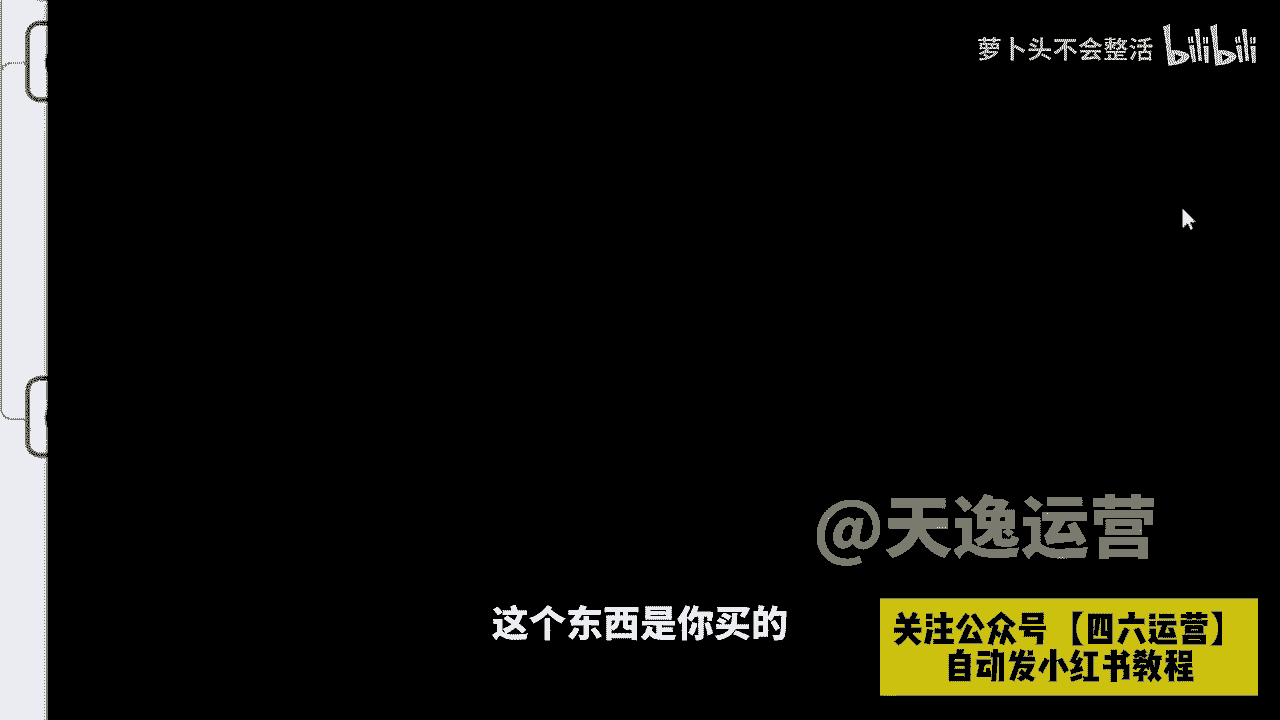 萝卜头不会整活 bilibili
@天逸运营
这个东西是你买的
关注公众号【四六运营】
自动发小红书教程